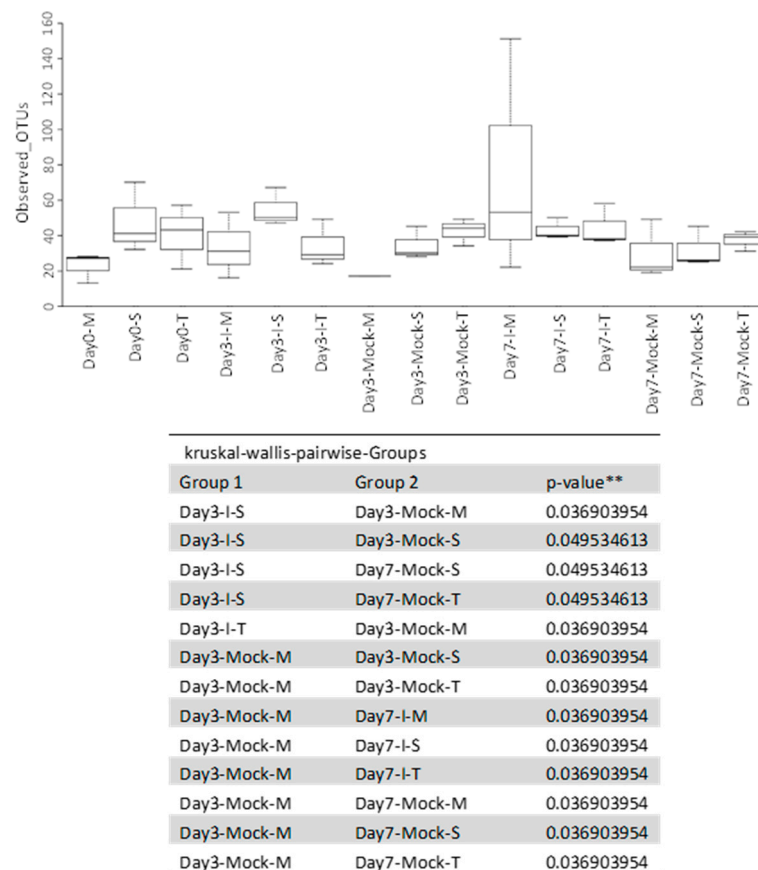 160
140
120
100
80
60
40
20
0
Observed_OTUs
Day0-M
Day0-S
Day0-T
Day3-I-M
Day3-I-S
Day3-I-T
Day3-Mock-M
Day3-Mock-S
Day3-Mock-T
Day7-I-M
Day7-I-S
Day7-I-T
Day7-Mock-M
Day7-Mock-S
Day7-Mock-T
kruskal-wallis-pairwise-Groups
Group 1 Group 2 p-value**
Day3-I-S Day3-Mock-M 0.036903954
Day3-I-S Day3-Mock-S 0.049534613
Day3-I-S Day7-Mock-S 0.049534613
Day3-I-S Day7-Mock-T 0.049534613
Day3-I-T Day3-Mock-M 0.036903954
Day3-Mock-M Day3-Mock-S 0.036903954
Day3-Mock-M Day3-Mock-T 0.036903954
Day3-Mock-M Day7-I-M 0.036903954
Day3-Mock-M Day7-I-S 0.036903954
Day3-Mock-M Day7-I-T 0.036903954
Day3-Mock-M Day7-Mock-M 0.036903954
Day3-Mock-M Day7-Mock-S 0.036903954
Day3-Mock-M Day7-Mock-T 0.036903954